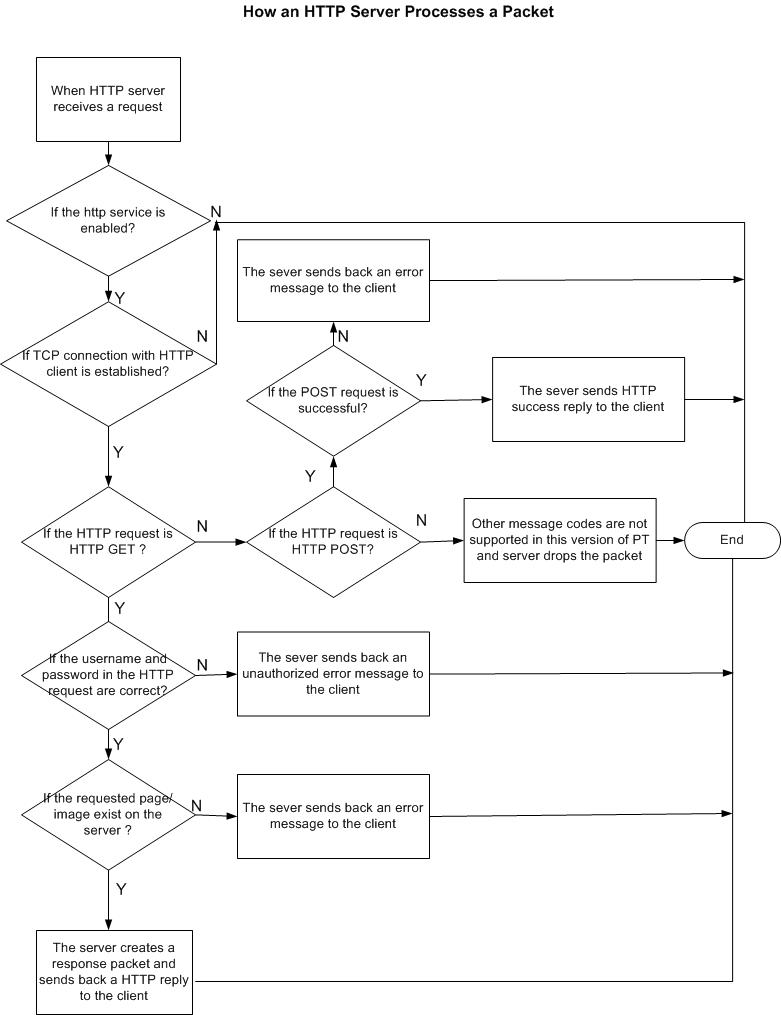 How an HTTP Server Processes a Packet
When HTTP server
receives a request
If the http service is
enabled?
N
Y
The sever sends back an error
message to the client
N
If TCP connection with HTTP
client is established?
N
If the POST request is
successful?
Y
The sever sends HTTP
success reply to the client
Y
Y
If the HTTP request is
HTTP GET ?
N
If the HTTP request is
HTTP POST?
N
Other message codes are not
supported in this version of PT
and server drops the packet
End
Y
If the username and
password in the HTTP
request are correct?
N
The sever sends back an
unauthorized error message to
the client
Y
If the requested page/
image exist on the
server ?
N
The sever sends back an error
message to the client
Y
The server creates a
response packet and
sends back a HTTP reply
to the client